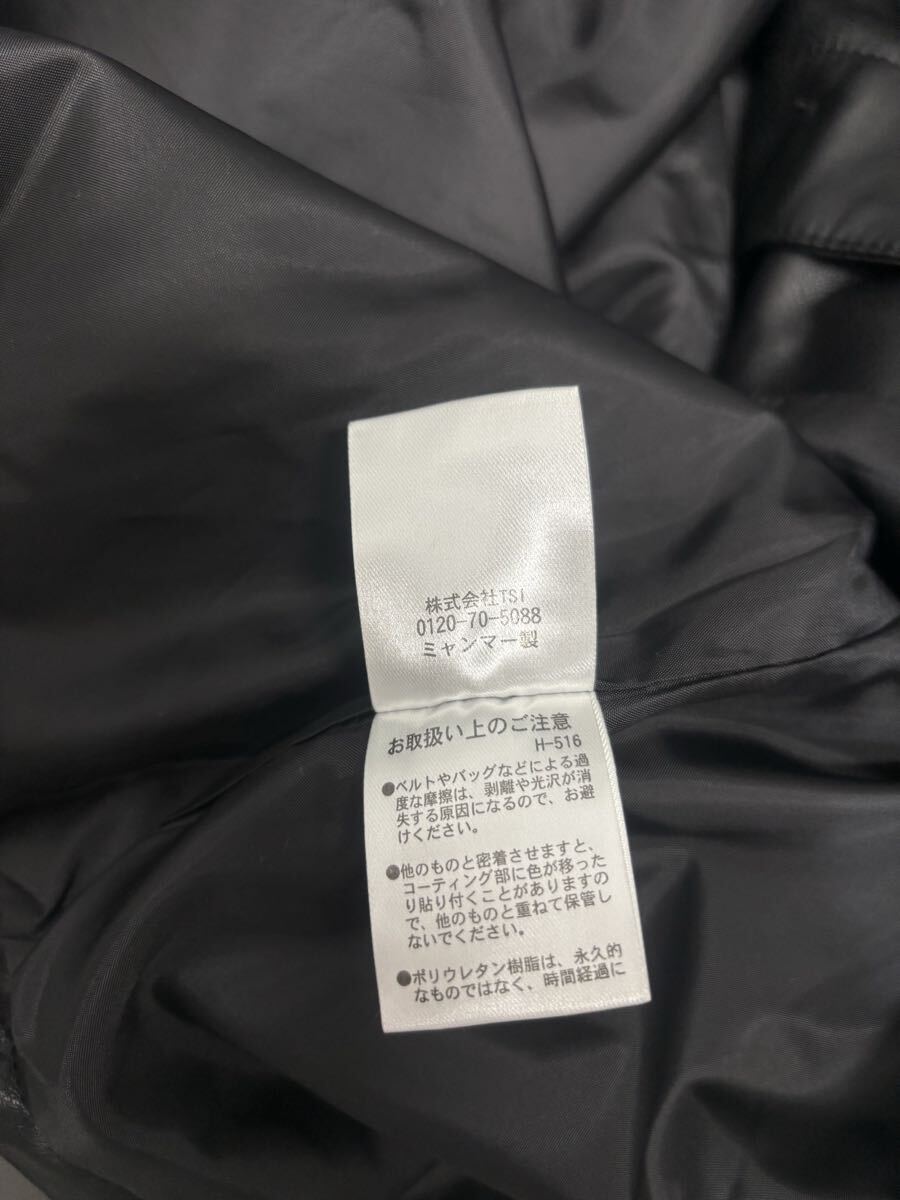 株式会社TSI
0120-70-5088
ミャンマー製
お取扱い上のご注意
H-516
●ベルトやバッグなどによる過
度な摩擦は、剥離や光沢が消
失する原因になるので、お避
けください。
●他のものと密着させますと、
コーティング部に色が移った
り貼り付くことがありますの
で、他のものと重ねて保管し
ないでください。
●ポリウレタン樹脂は、永久的
なものではなく、時間経過に